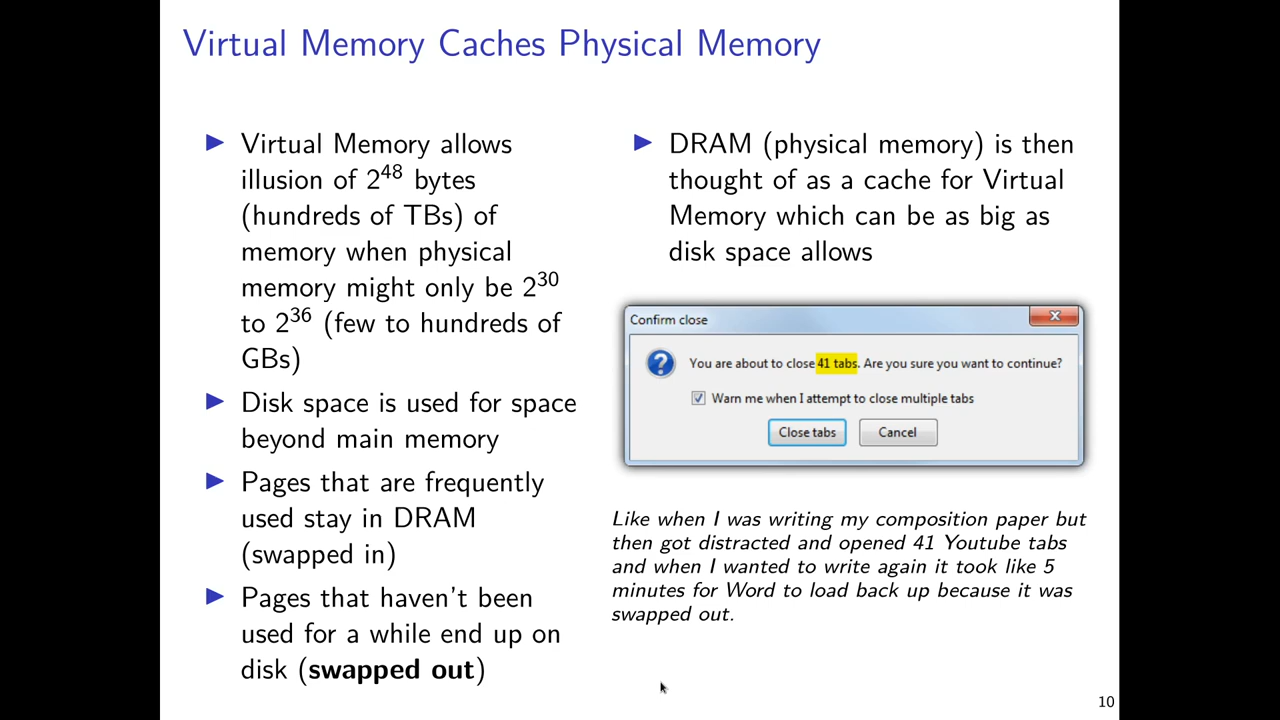 Virtual Memory Caches Physical Memory
Virtual Memory allows
illusion of 2^48 bytes
(hundreds of TBs) of
memory when physical
memory might only be 2^30
to 2^36 (few to hundreds of
GBs)
Disk space is used for space
beyond main memory
Pages that are frequently
used stay in DRAM
(swapped in)
Pages that haven't been
used for a while end up on
disk (swapped out)
DRAM (physical memory) is then
thought of as a cache for Virtual
Memory which can be as big as
disk space allows
Confirm close
You are about to close 41 tabs. Are you sure you want to continue?
Warn me when I attempt to close multiple tabs
Close tabs
Cancel
Like when I was writing my composition paper but
then got distracted and opened 41 Youtube tabs
and when I wanted to write again it took like 5
minutes for Word to load back up because it was
swapped out.
10